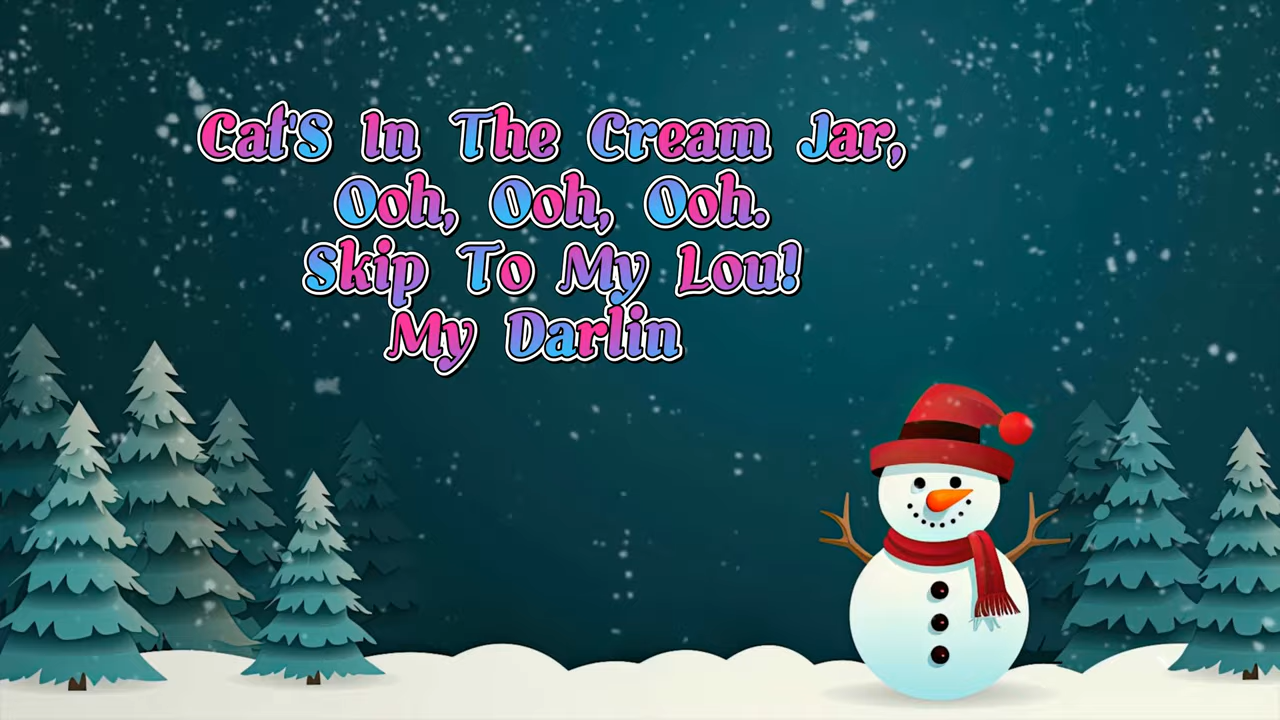 Cat'S In The Cream Jar,
Ooh, Ooh, Ooh.
Skip To My Lou!
My Darlin